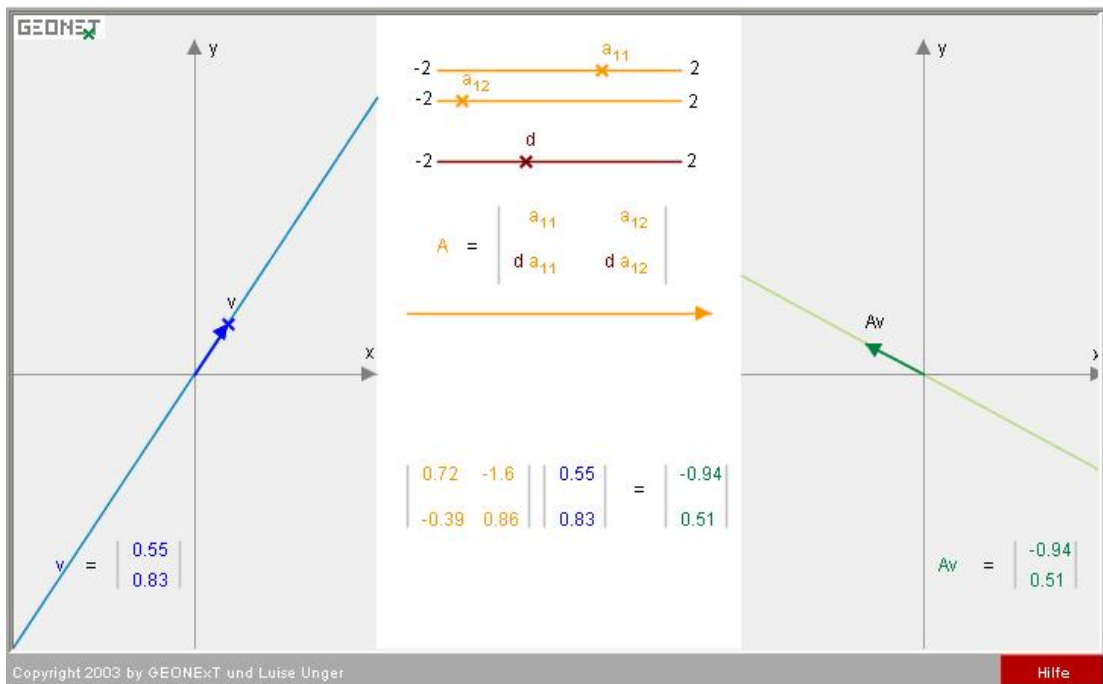 GEONET
y
-2 a11 2
-2 a12 2
d
-2 2
A = a11 a12
d a11 d a12
v
x
y
Av
x
0.72 -1.6 0.55 = -0.94
-0.39 0.86 0.83 0.51
v = 0.55
0.83
Av = -0.94
0.51
Copyright 2003 by GEONExT und Luise Unger
Hilfe